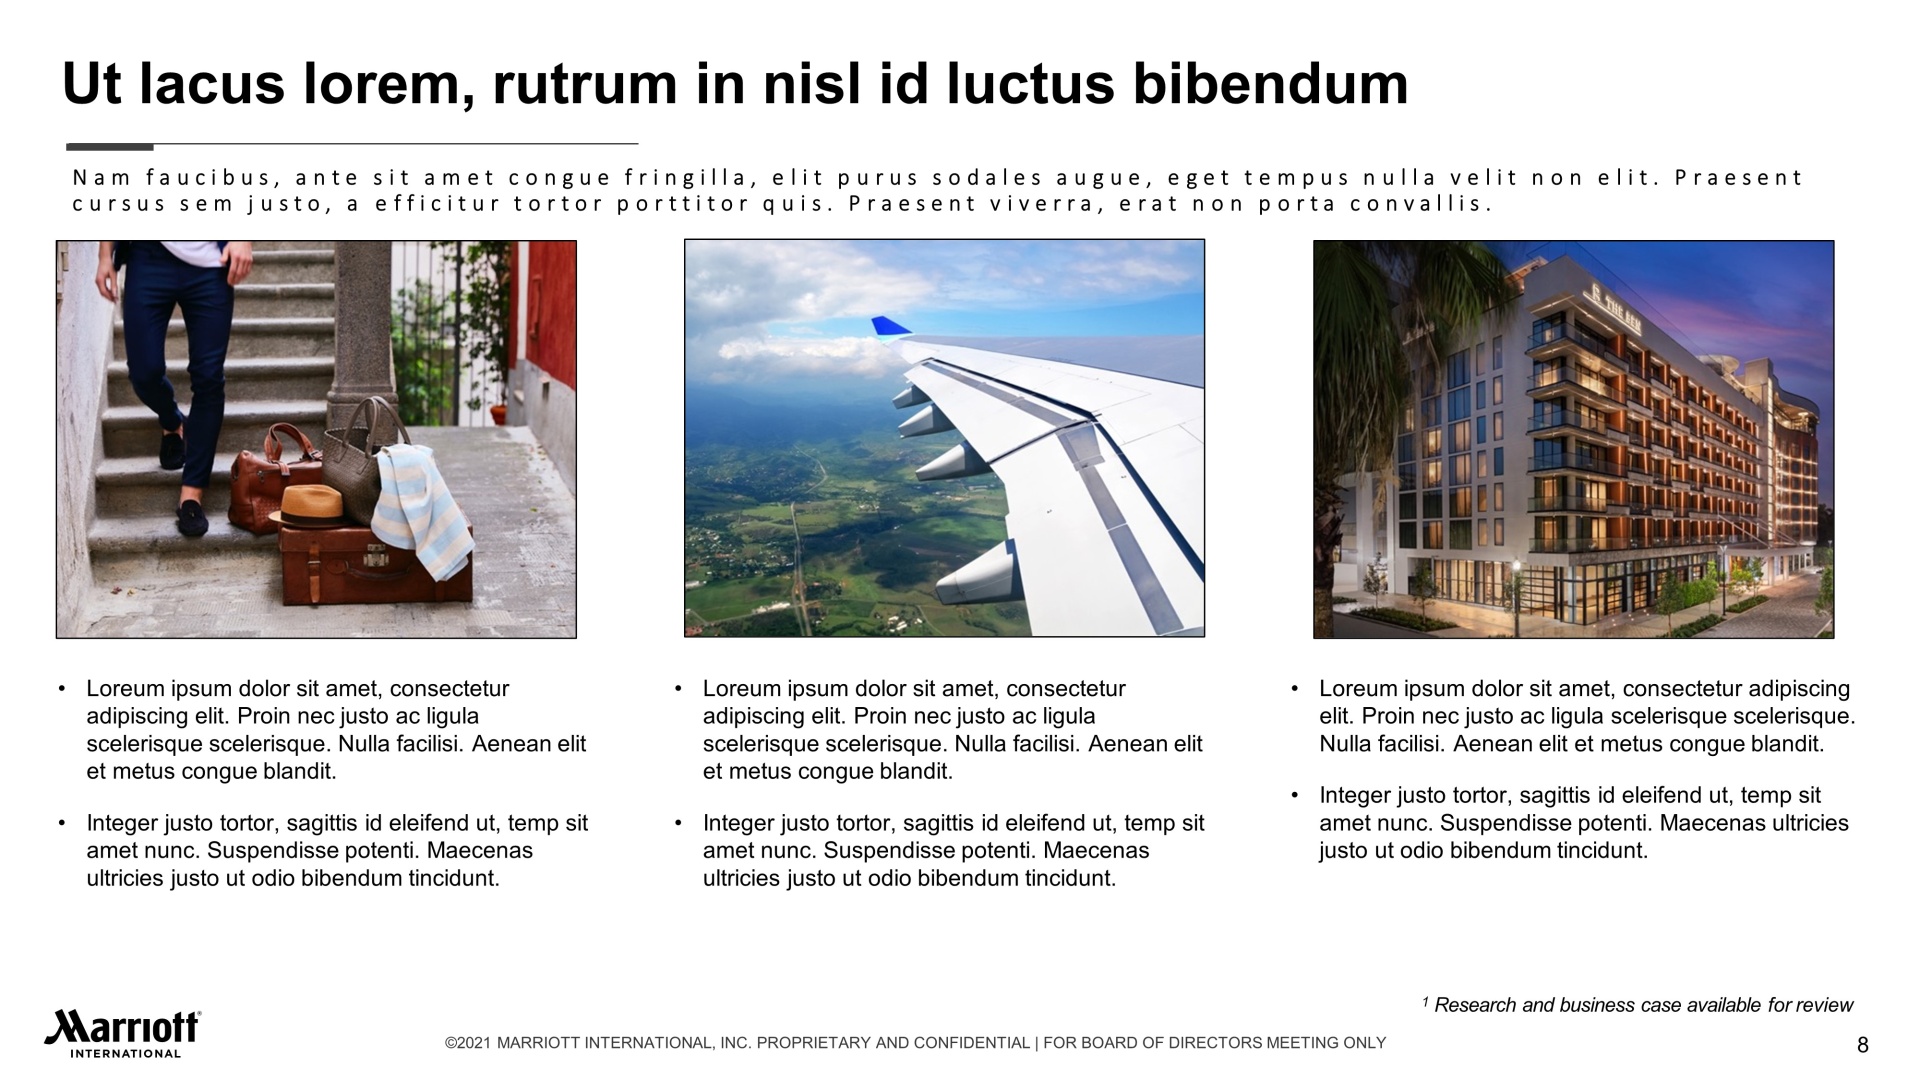 Ut lacus lorem, rutrum in nisl id luctus bibendum
Nam faucibus, ante sit amet congue fringilla, elit purus sodales augue, eget tempus nulla velit non elit. Praesent
cursus sem justo, a efficitur tortor porttitor quis. Praesent viverra, erat non porta convallis.
THE BEN
• Loreum ipsum dolor sit amet, consectetur
adipiscing elit. Proin nec justo ac ligula
scelerisque scelerisque. Nulla facilisi. Aenean elit
et metus congue blandit.
• Integer justo tortor, sagittis id eleifend ut, temp sit
amet nunc. Suspendisse potenti. Maecenas
ultricies justo ut odio bibendum tincidunt.
• Loreum ipsum dolor sit amet, consectetur
adipiscing elit. Proin nec justo ac ligula
scelerisque scelerisque. Nulla facilisi. Aenean elit
et metus congue blandit.
• Integer justo tortor, sagittis id eleifend ut, temp sit
amet nunc. Suspendisse potenti. Maecenas
ultricies justo ut odio bibendum tincidunt.
• Loreum ipsum dolor sit amet, consectetur adipiscing
elit. Proin nec justo ac ligula scelerisque scelerisque.
Nulla facilisi. Aenean elit et metus congue blandit.
• Integer justo tortor, sagittis id eleifend ut, temp sit
amet nunc. Suspendisse potenti. Maecenas ultricies
justo ut odio bibendum tincidunt.
¹ Research and business case available for review
Marriott®
INTERNATIONAL
©2021 MARRIOTT INTERNATIONAL, INC. PROPRIETARY AND CONFIDENTIAL | FOR BOARD OF DIRECTORS MEETING ONLY
8